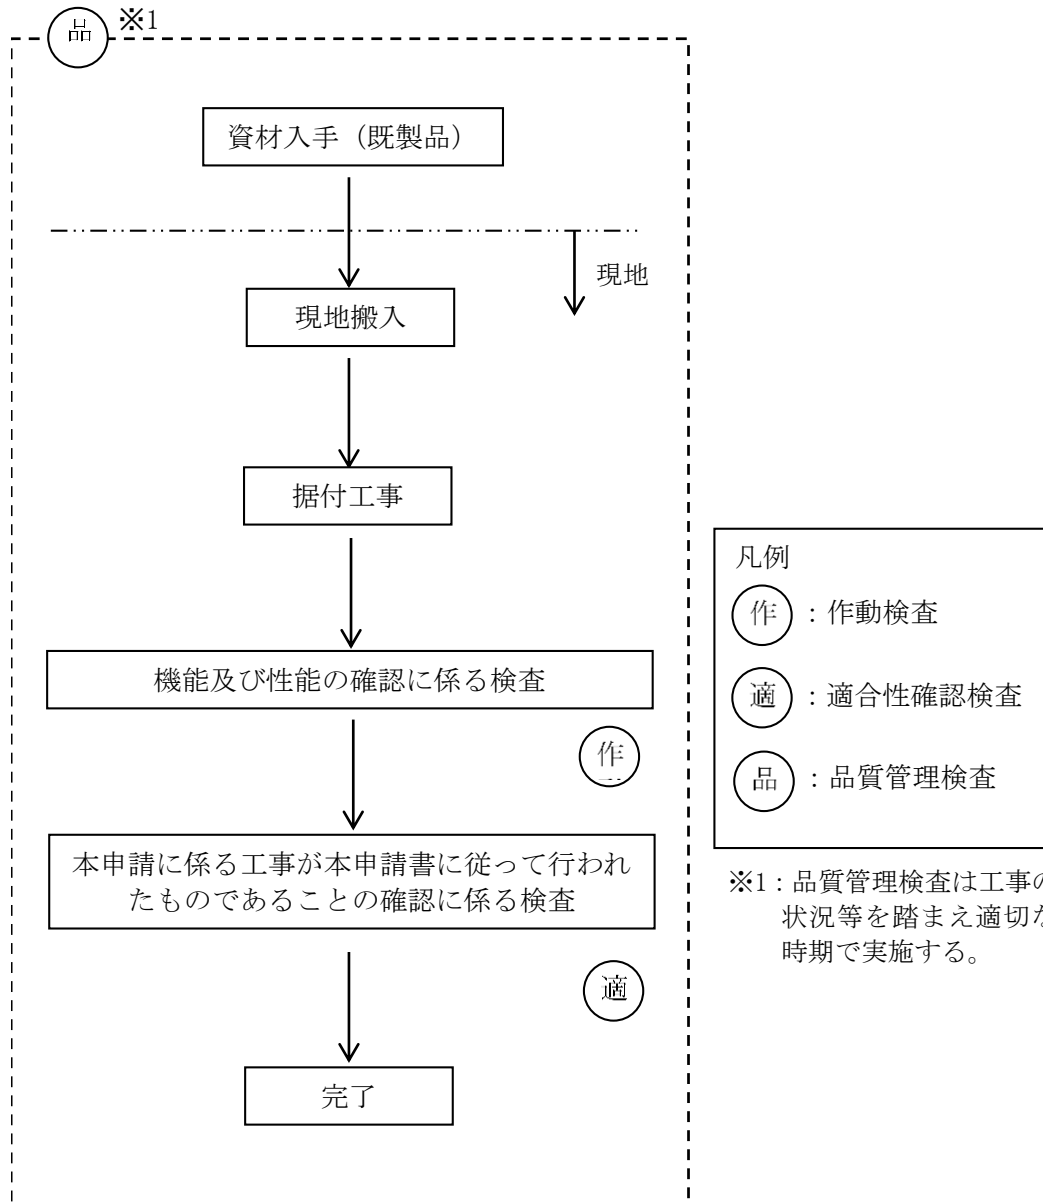 品 ※1
資材入手（既製品）
現地
現地搬入
据付工事
機能及び性能の確認に係る検査
作
本申請に係る工事が本申請書に従って行われ
たものであることの確認に係る検査
適
完了
凡例
作 : 作動検査
適 : 適合性確認検査
品 : 品質管理検査
※1 : 品質管理検査は工事の
状況等を踏まえ適切な
時期で実施する。